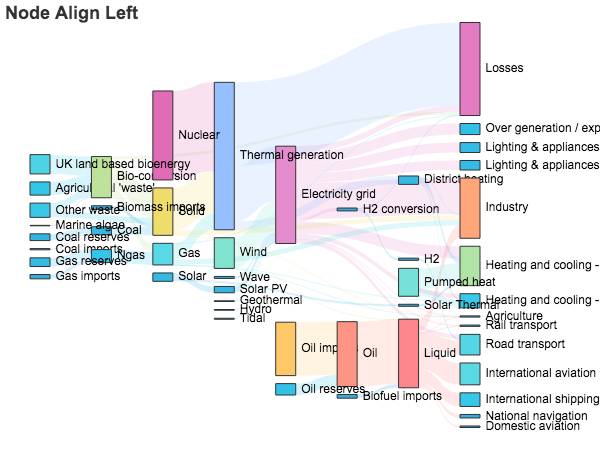 Node Align Left
Losses
Over generation / exp
Lighting & appliances
Lighting & appliances
District heating
Industry
Heating and cooling -
Heating and cooling -
Agriculture
Rail transport
Road transport
International aviation
International shipping
National navigation
Domestic aviation
Nuclear
Thermal generation
Electricity grid
H2 conversion
H2
Pumped heat
Solar Thermal
UK land based bioenergy
Bio-conversion
Agricultural 'waste'
Other waste
Biomass imports
Marine algae
Coal reserves
Coal
Coal imports
Gas reserves
Ngas
Gas imports
Solid
Gas
Solar
Wind
Wave
Solar PV
Geothermal
Hydro
Tidal
Oil imports
Oil
Liquid
Oil reserves
Biofuel imports